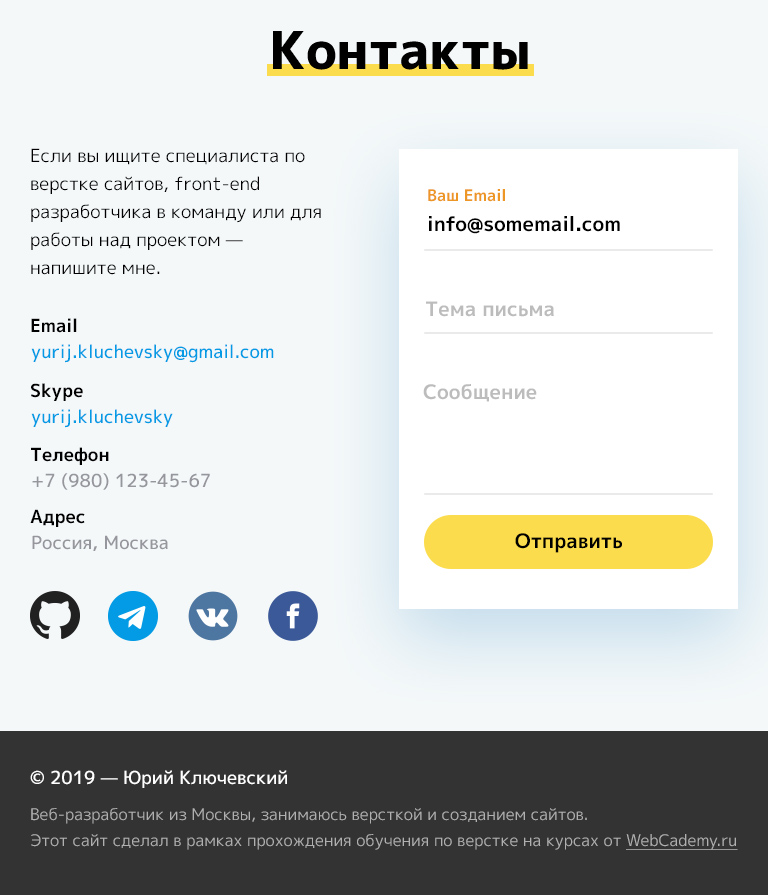 Контакты
Если вы ищите специалиста по
верстке сайтов, front-end
разработчика в команду или для
работы над проектом —
напишите мне.
Email
yurij.kluchevsky@gmail.com
Skype
yurij.kluchevsky
Телефон
+7 (980) 123-45-67
Адрес
Россия, Москва
Ваш Email
info@somemail.com
Тема письма
Сообщение
Отправить
© 2019 — Юрий Ключевский
Веб-разработчик из Москвы, занимаюсь версткой и созданием сайтов.
Этот сайт сделал в рамках прохождения обучения по верстке на курсах от WebCademy.ru